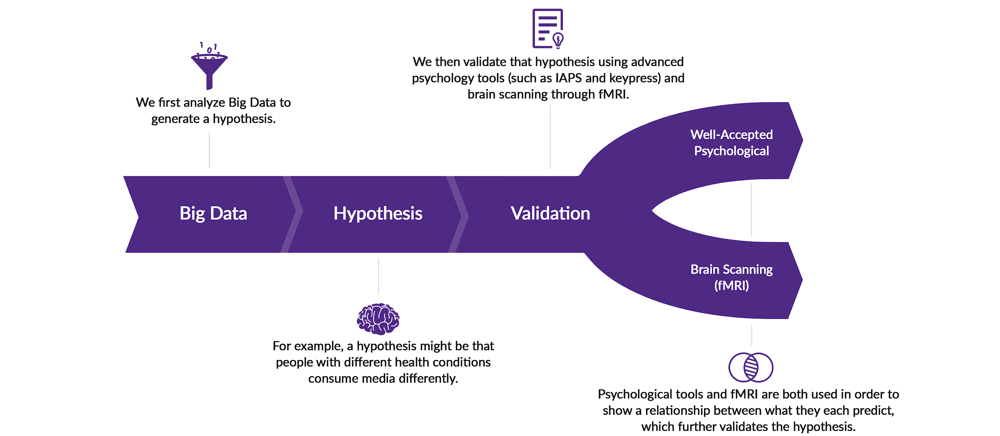 We first analyze Big Data to
generate a hypothesis.
We then validate that hypothesis using advanced
psychology tools (such as IAPS and keypress) and
brain scanning through fMRI.
Big Data
Hypothesis
Validation
Well-Accepted
Psychological
Brain Scanning
(fMRI)
For example, a hypothesis might be that
people with different health conditions
consume media differently.
Psychological tools and fMRI are both used in order to
show a relationship between what they each predict,
which further validates the hypothesis.